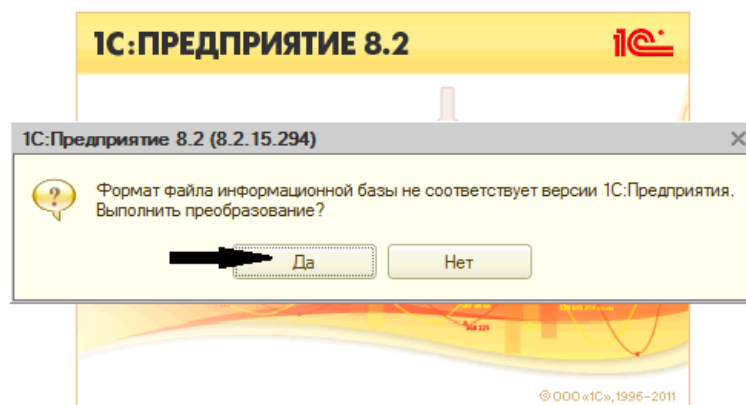 1С:ПРЕДПРИЯТИЕ 8.2
1С
1С:Предприятие 8.2 (8.2.15.294)
Формат файла информационной базы не соответствует версии 1С:Предприятия.
Выполнить преобразование?
Да
Нет
© ООО «1С», 1996–2011